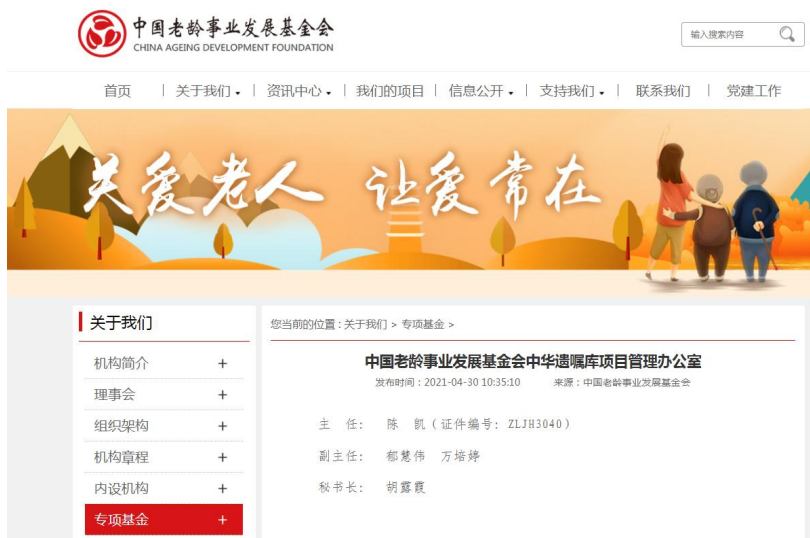 中国老龄事业发展基金会
CHINA AGEING DEVELOPMENT FOUNDATION
输入搜索内容
首页 | 关于我们 | 资讯中心 | 我们的项目 | 信息公开 | 支持我们 | 联系我们 | 党建工作
关爱老人 让爱常在
关于我们
机构简介 +
理事会 +
组织架构 +
机构章程 +
内设机构 +
专项基金 +
您当前的位置：关于我们 > 专项基金 >
中国老龄事业发展基金会中华遗嘱库项目管理办公室
发布时间：2021-04-30 10:35:10 来源：中国老龄事业发展基金会
主 任： 陈 凯（证件编号：ZLJH3040）
副主任： 郗慧伟 万培婷
秘书长： 胡露霞